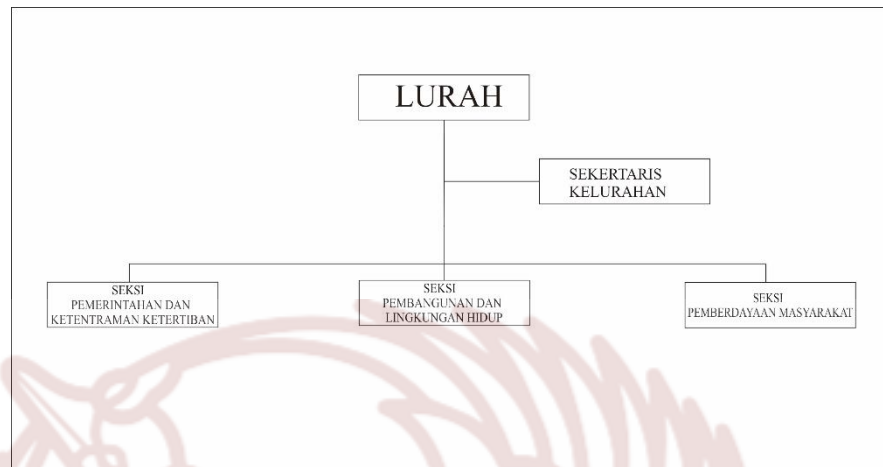 LURAH
SEKERTARIS
KELURAHAN
SEKSI
PEMERINTAHAN DAN
KETENTRAMAN KETERTIBAN
SEKSI
PEMBANGUNAN DAN
LINGKUNGAN HIDUP
SEKSI
PEMBERDAYAAN MASYARAKAT